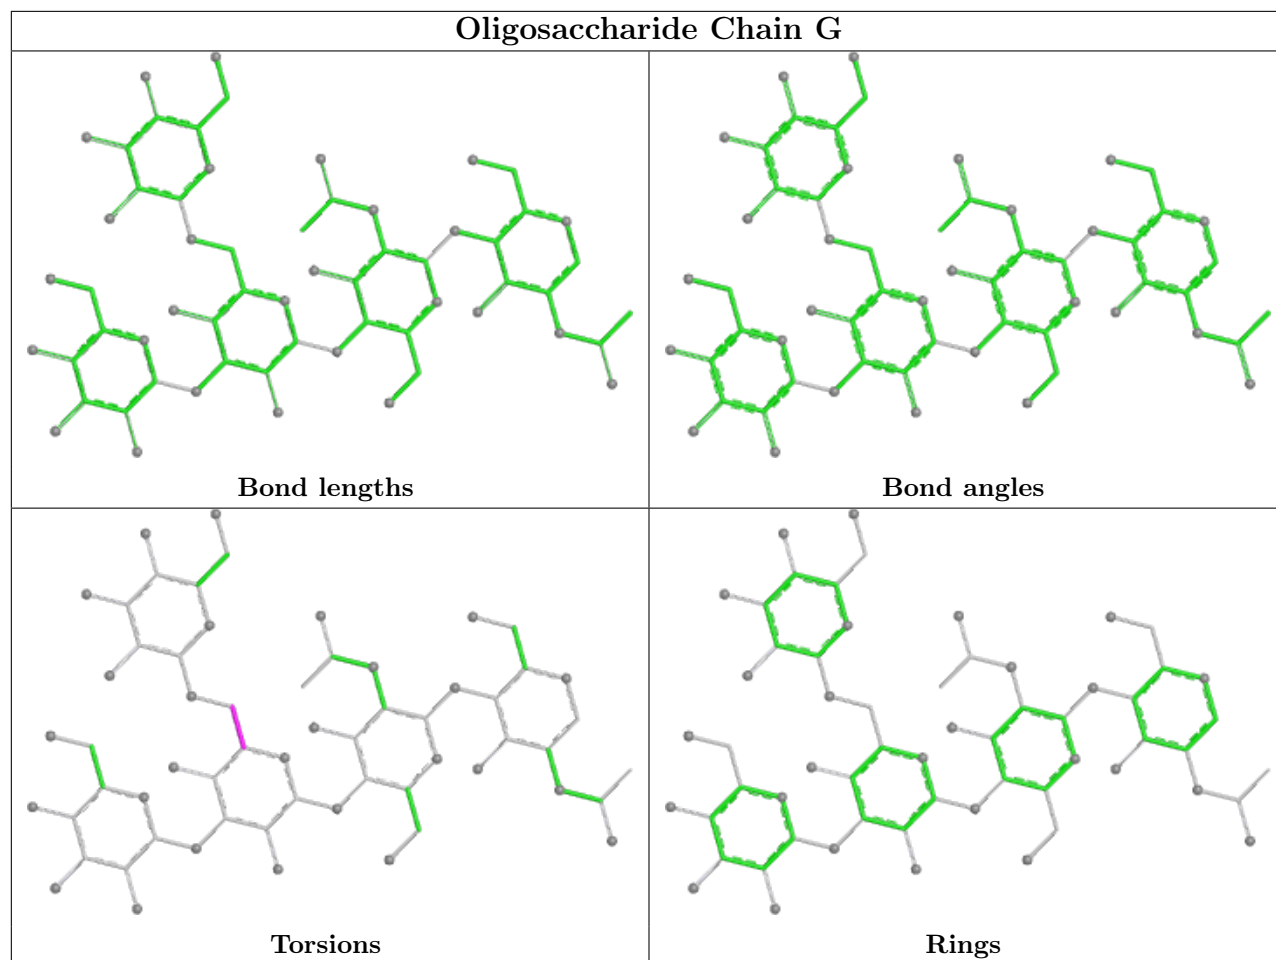 Oligosaccharide Chain G
Bond lengths
Bond angles
Torsions
Rings